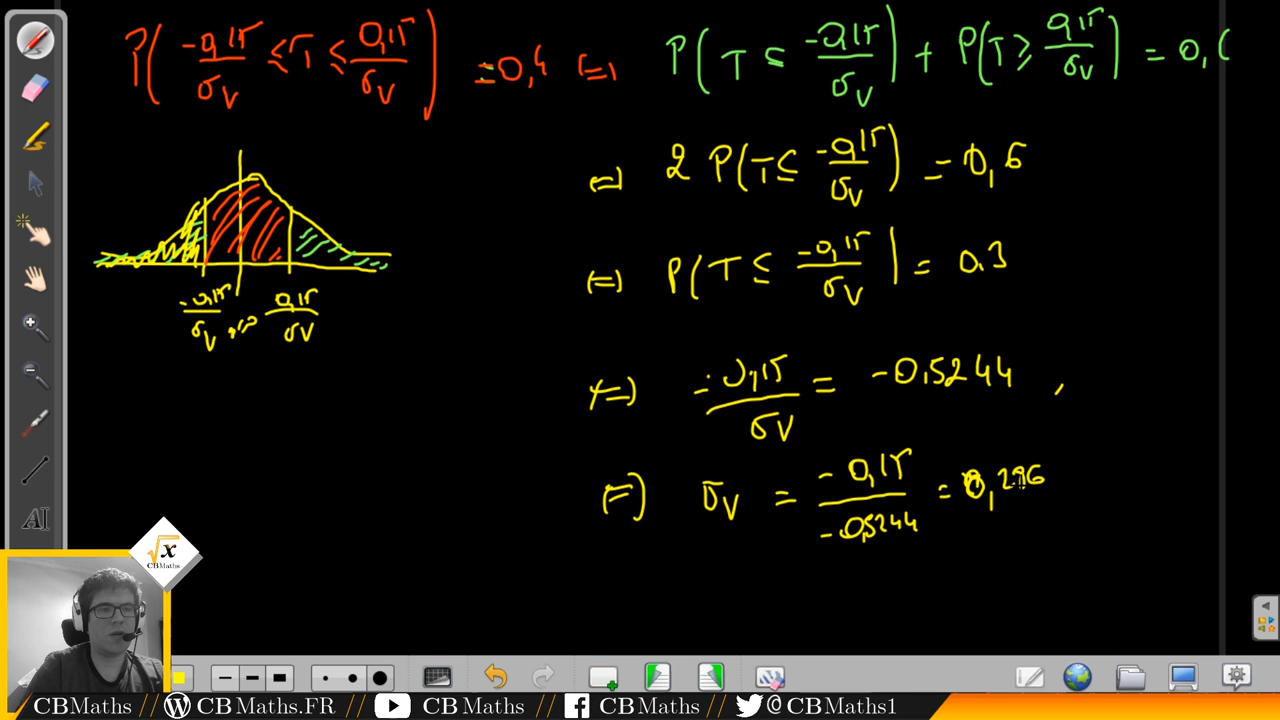 P( -0,15/σV ≤ T ≤ 0,15/σV ) = 0,4 (=)
P( T ≤ -0,15/σV ) + P( T ≥ 0,15/σV ) = 0,6
(=) 2 P( T ≤ -0,15/σV ) = 0,6
(=) P( T ≤ -0,15/σV ) = 0.3
-0,15/σV 0,15/σV
(=) -0,15/σV = -0,5244
(=) σV = -0,15/-0,5244 = 0,286
AI
√x
CBMaths
CBMaths CBMaths.FR CBMaths CBMaths @CBMaths1